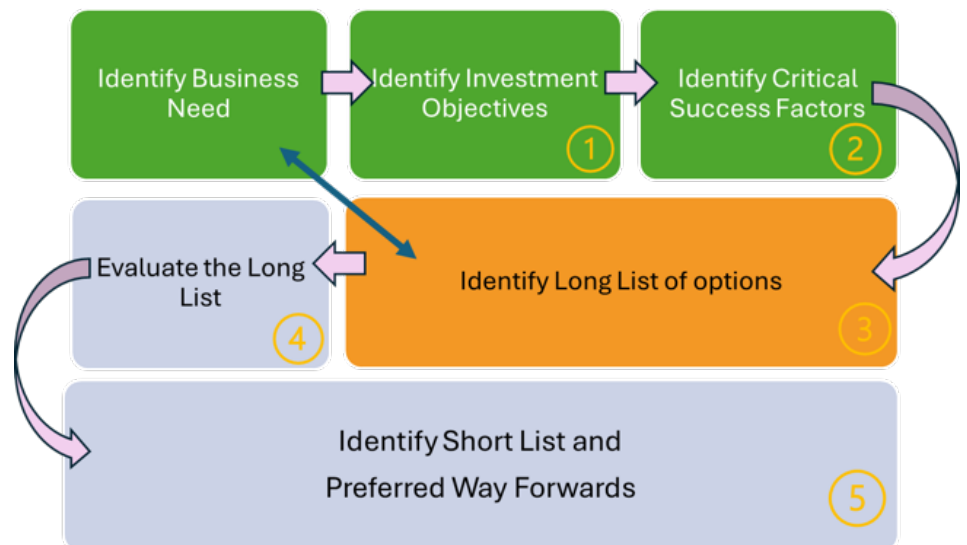 Identify Business
Need
Identify Investment
Objectives
1
Identify Critical
Success Factors
2
Evaluate the Long
List
4
Identify Long List of options
3
Identify Short List and
Preferred Way Forwards
5